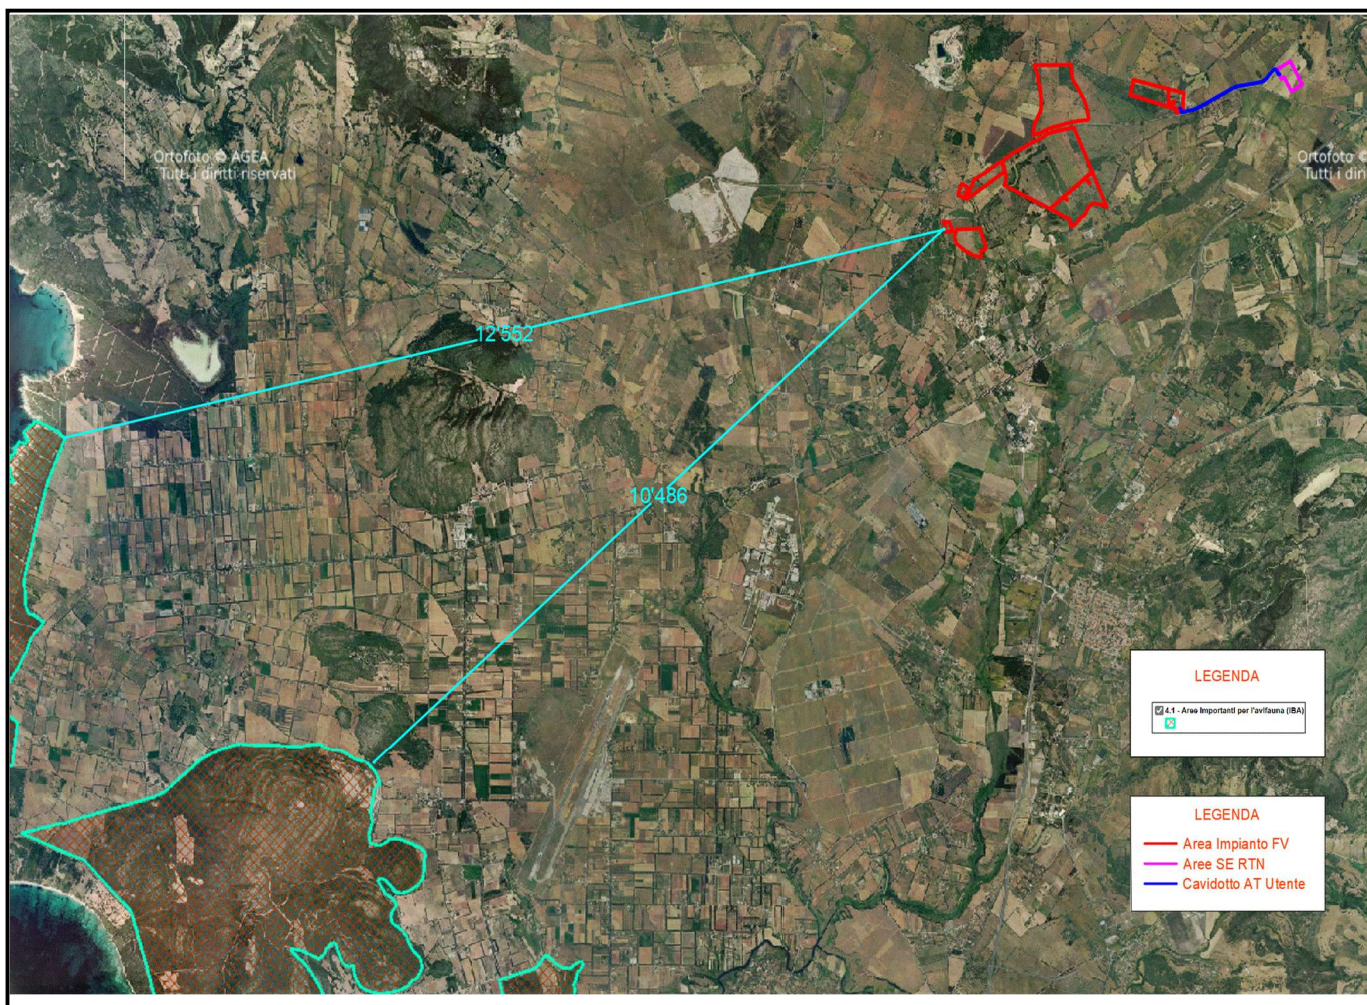 Ortofoto © AGEA
Tutti i diritti riservati
Ortofoto ©
Tutti i diri
12'552
10'486
LEGENDA
4.1 - Aree Importanti per l'avifauna (IBA)
LEGENDA
Area Impianto FV
Aree SE RTN
Cavidotto AT Utente